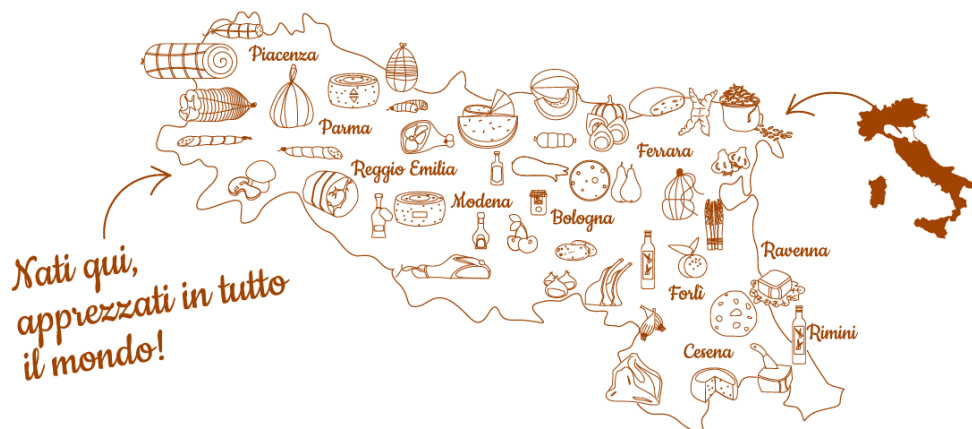 Piacenza
Parma
Reggio Emilia
Modena
Bologna
Ferrara
Ravenna
Forlì
Rimini
Cesena
Nati qui,
apprezzati in tutto
il mondo!